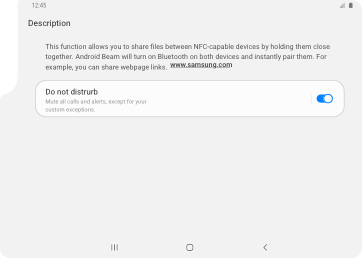 12:45
Description
This function allows you to share files between NFC-capable devices by holding them close
together. Android Beam will turn on Bluetooth on both devices and instantly pair them. For
example, you can share webpage links. www.samsung.com
Do not distrurb
Mute all calls and alerts, except for your
custom exceptions.